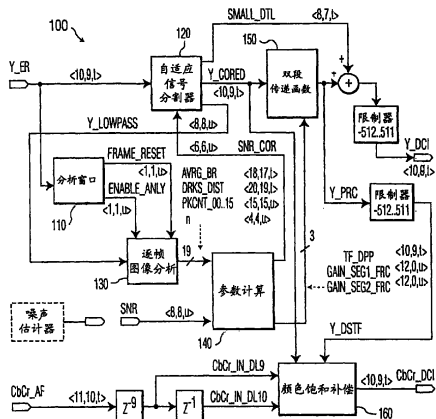 100
120
自适应
信号
分割器
SMALL_DTL
<8,7,t>
150
双段
传递函数
Y_ER
<10,9,t>
Y_CORED
<10,9,t>
+
+
限制器
-512..511
Y_DCI
<10,9,t>
Y_LOWPASS
<8,8,u>
<6,6,u>
SNR_COR
FRAME_RESET
<1,1,u>
分析窗口
ENABLE_ANLY
110
<1,1,u>
AVRG_BR
<18,17,t>
DRKS_DIST
<20,19,t>
PKCNT_00..15
<15,15,u>
n
<4,4,u>
Y_PRC
限制器
-512..511
逐帧
图像分析
130
19
3
参数计算
140
TF_DPP
<10,9,t>
GAIN_SEG1_FRC
<12,0,u>
GAIN_SEG2_FRC
<12,0,u>
噪声
估计器
SNR
<8,8,u>
Y_DSTF
CbCr_AF
<11,10,t>
Z-9
CbCr_IN_DL9
Z-1
CbCr_IN_DL10
颜色饱和补偿
160
<10,9,t>
CbCr_DCI